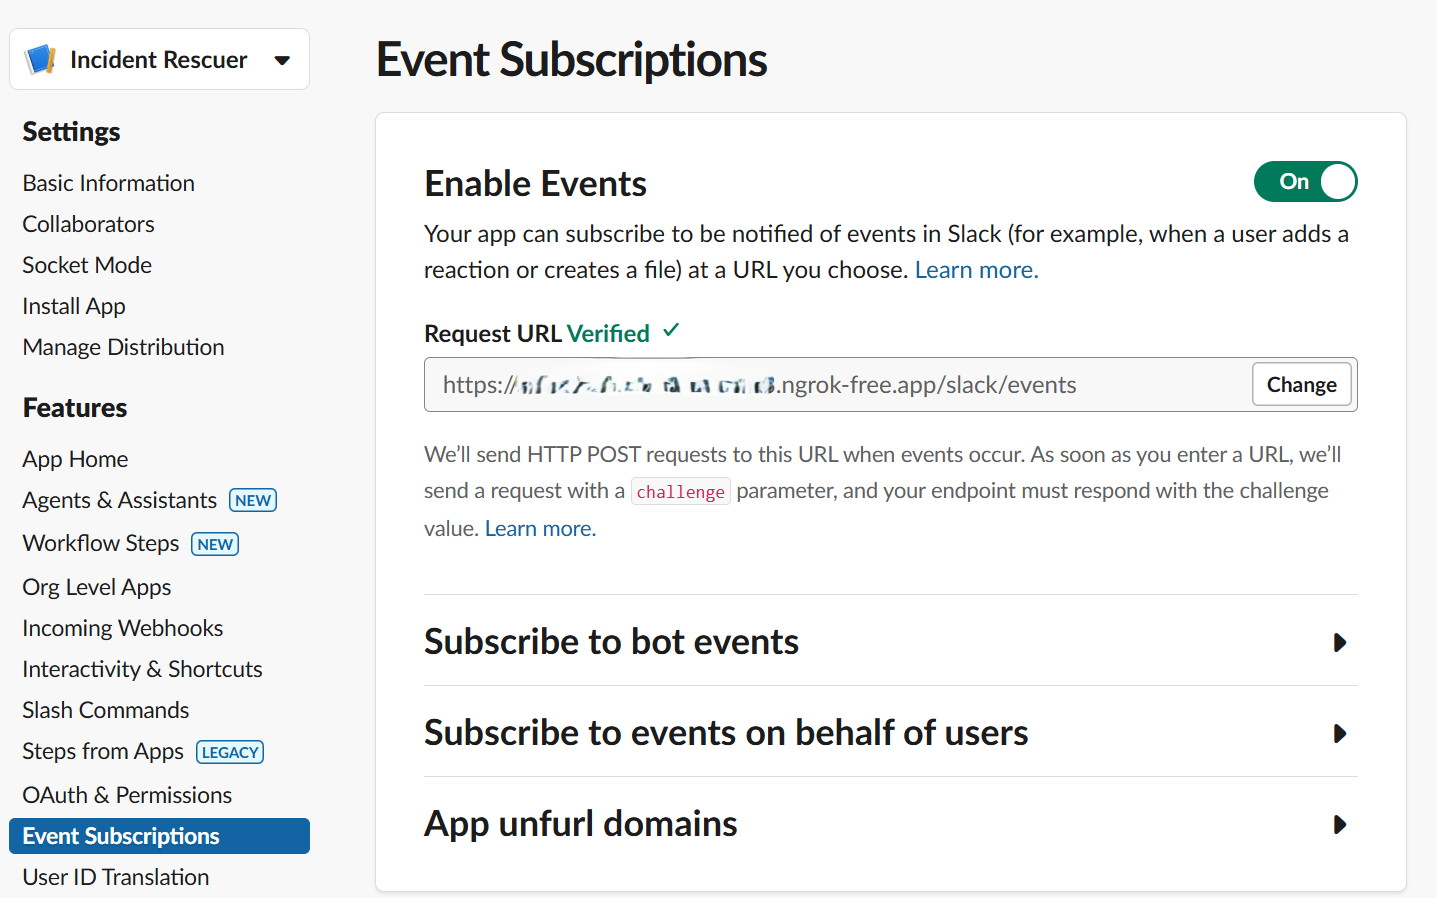 Incident Rescuer
Settings
Basic Information
Collaborators
Socket Mode
Install App
Manage Distribution
Features
App Home
Agents & Assistants NEW
Workflow Steps NEW
Org Level Apps
Incoming Webhooks
Interactivity & Shortcuts
Slash Commands
Steps from Apps LEGACY
OAuth & Permissions
Event Subscriptions
User ID Translation
Event Subscriptions
Enable Events
On
Your app can subscribe to be notified of events in Slack (for example, when a user adds a
reaction or creates a file) at a URL you choose. Learn more.
Request URL Verified ✓
https:// .ngrok-free.app/slack/events
Change
We’ll send HTTP POST requests to this URL when events occur. As soon as you enter a URL, we’ll
send a request with a challenge parameter, and your endpoint must respond with the challenge
value. Learn more.
Subscribe to bot events
Subscribe to events on behalf of users
App unfurl domains